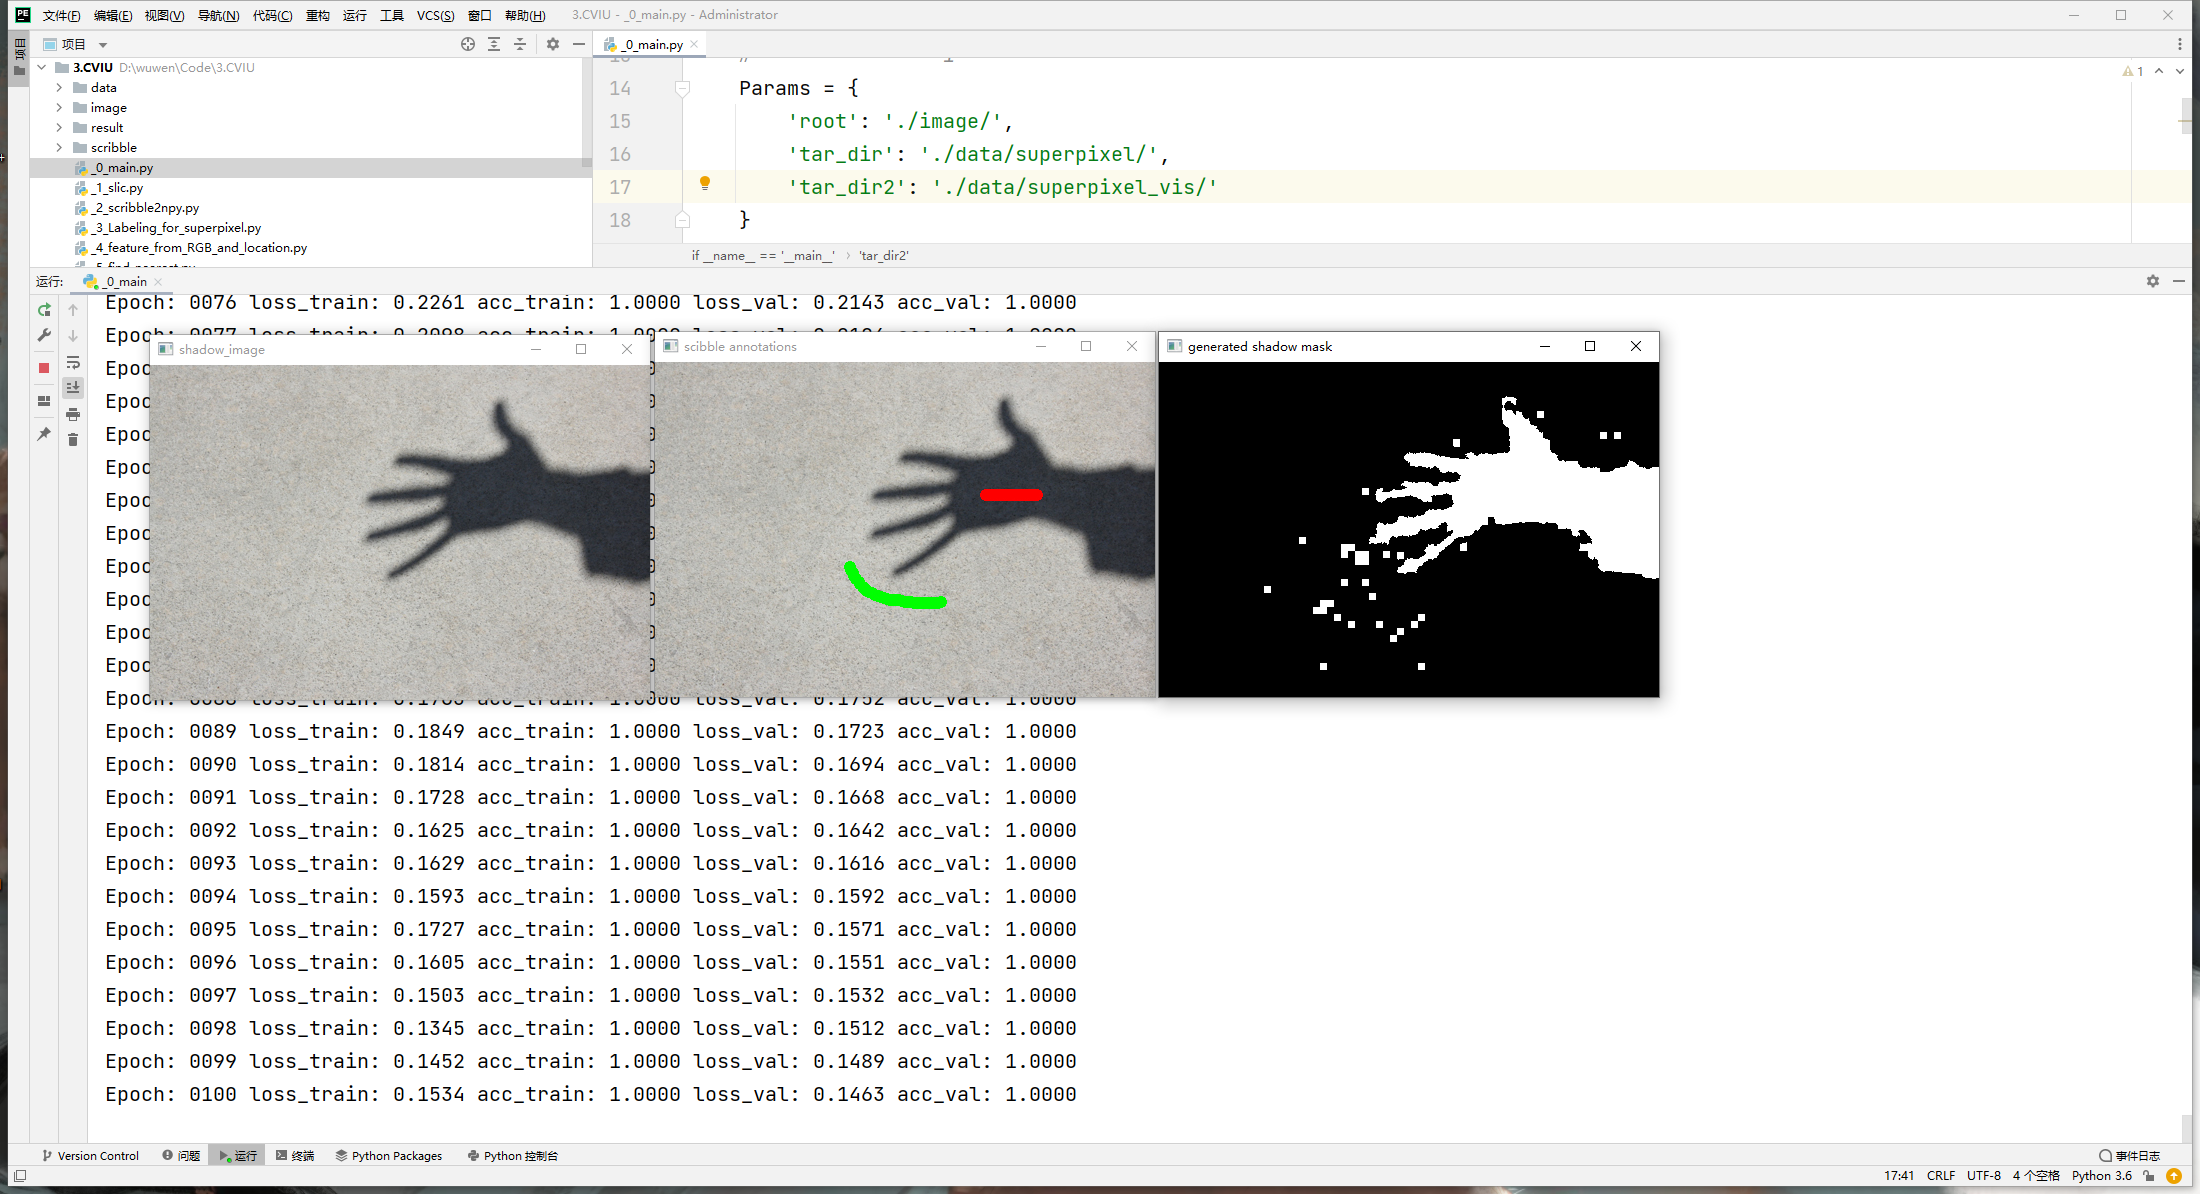 PE 文件(F) 编辑(E) 视图(V) 导航(N) 代码(C) 重构 运行 工具 VCS(S) 窗口 帮助(H) 3.CVIU - _0_main.py - Administrator
项目
项目
_0_main.py
3.CVIU D:\wuwen\Code\3.CVIU
data
image
result
scribble
_0_main.py
_1_slic.py
_2_scribble2npy.py
_3_Labeling_for_superpixel.py
_4_feature_from_RGB_and_location.py
1
14 Params = {
15 'root': './image/',
16 'tar_dir': './data/superpixel/',
17 'tar_dir2': './data/superpixel_vis/'
18 }
if __name__ == '__main__' › 'tar_dir2'
运行: _0_main
Epoch: 0076 loss_train: 0.2261 acc_train: 1.0000 loss_val: 0.2143 acc_val: 1.0000
shadow_image
scibble annotations
generated shadow mask
Epoch: 0089 loss_train: 0.1849 acc_train: 1.0000 loss_val: 0.1723 acc_val: 1.0000
Epoch: 0090 loss_train: 0.1814 acc_train: 1.0000 loss_val: 0.1694 acc_val: 1.0000
Epoch: 0091 loss_train: 0.1728 acc_train: 1.0000 loss_val: 0.1668 acc_val: 1.0000
Epoch: 0092 loss_train: 0.1625 acc_train: 1.0000 loss_val: 0.1642 acc_val: 1.0000
Epoch: 0093 loss_train: 0.1629 acc_train: 1.0000 loss_val: 0.1616 acc_val: 1.0000
Epoch: 0094 loss_train: 0.1593 acc_train: 1.0000 loss_val: 0.1592 acc_val: 1.0000
Epoch: 0095 loss_train: 0.1727 acc_train: 1.0000 loss_val: 0.1571 acc_val: 1.0000
Epoch: 0096 loss_train: 0.1605 acc_train: 1.0000 loss_val: 0.1551 acc_val: 1.0000
Epoch: 0097 loss_train: 0.1503 acc_train: 1.0000 loss_val: 0.1532 acc_val: 1.0000
Epoch: 0098 loss_train: 0.1345 acc_train: 1.0000 loss_val: 0.1512 acc_val: 1.0000
Epoch: 0099 loss_train: 0.1452 acc_train: 1.0000 loss_val: 0.1489 acc_val: 1.0000
Epoch: 0100 loss_train: 0.1534 acc_train: 1.0000 loss_val: 0.1463 acc_val: 1.0000
Version Control 问题 运行 终端 Python Packages Python 控制台 事件日志
17:41 CRLF UTF-8 4 个空格 Python 3.6